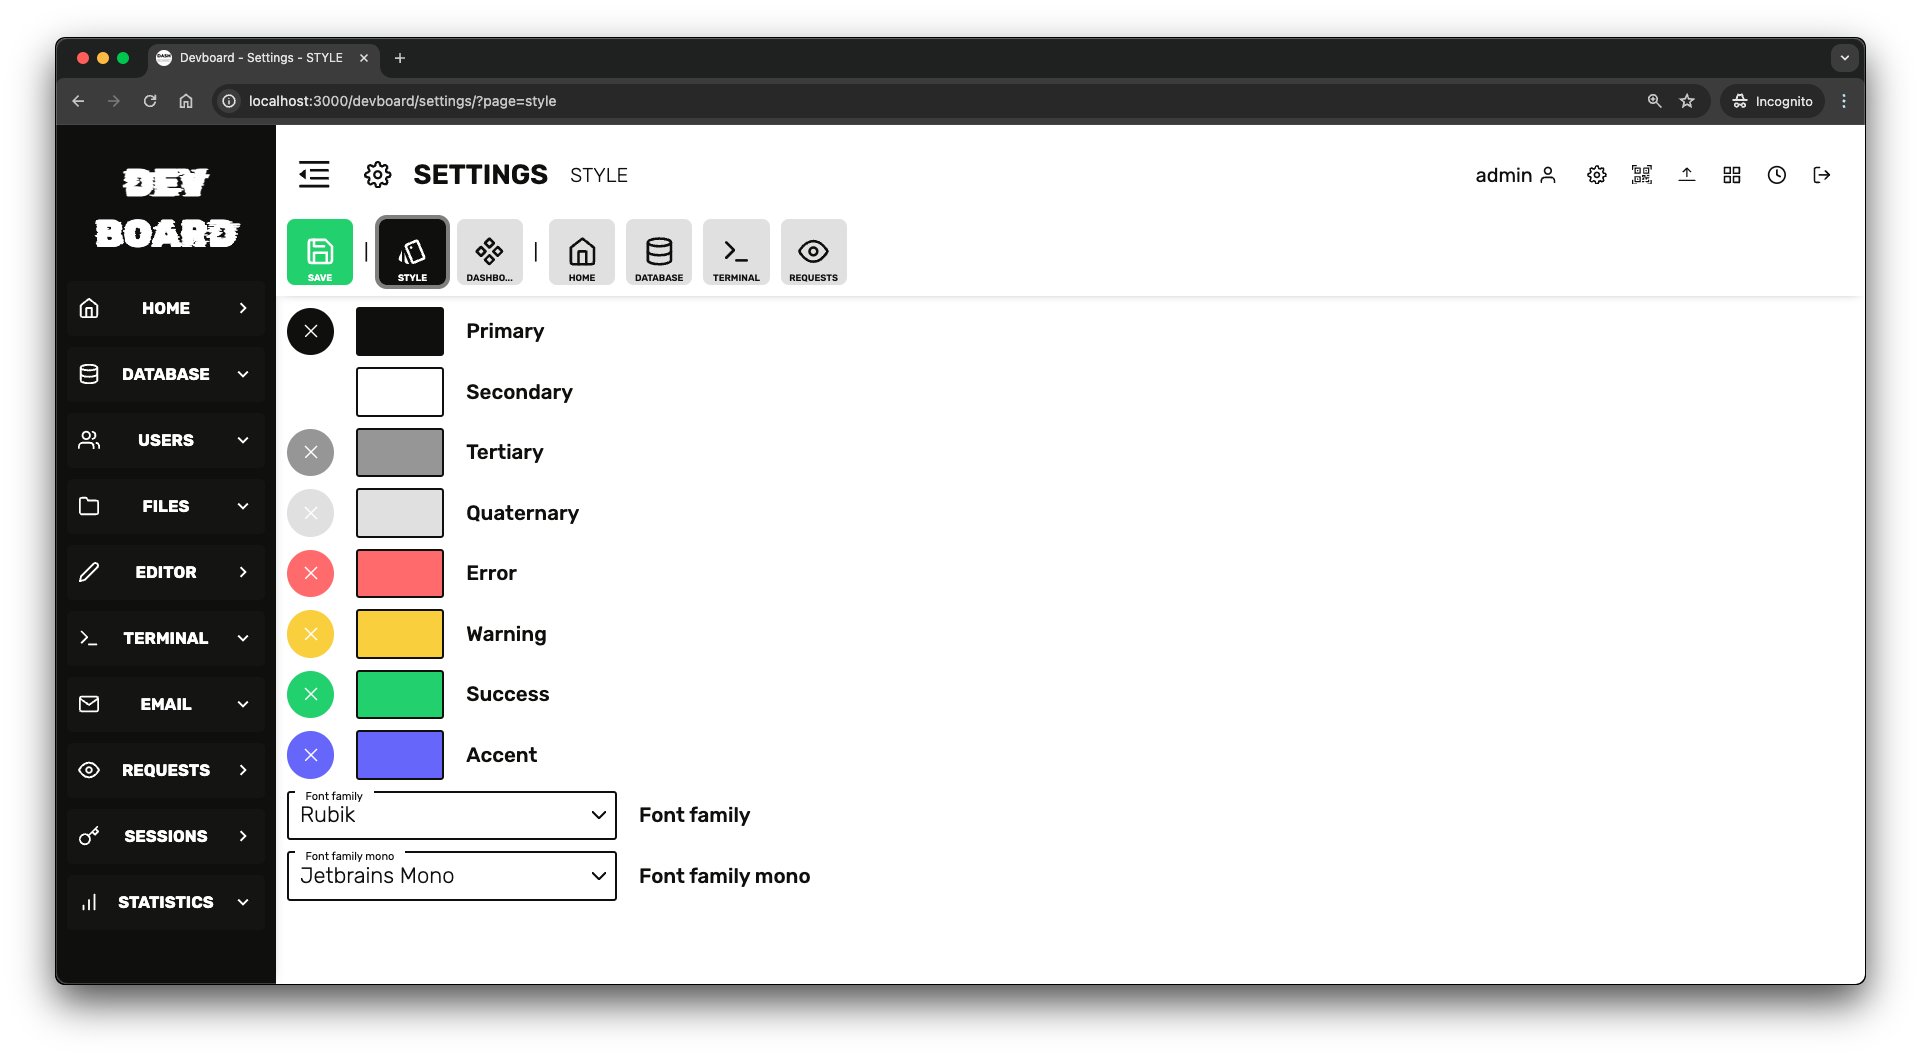 Devboard - Settings - STYLE
localhost:3000/devboard/settings/?page=style
Incognito
DEV
BOARD
HOME
DATABASE
USERS
FILES
EDITOR
TERMINAL
EMAIL
REQUESTS
SESSIONS
STATISTICS
SETTINGS STYLE
admin
SAVE
STYLE
DASHBO...
HOME
DATABASE
TERMINAL
REQUESTS
Primary
Secondary
Tertiary
Quaternary
Error
Warning
Success
Accent
Font family
Rubik
Font family
Font family mono
Jetbrains Mono
Font family mono